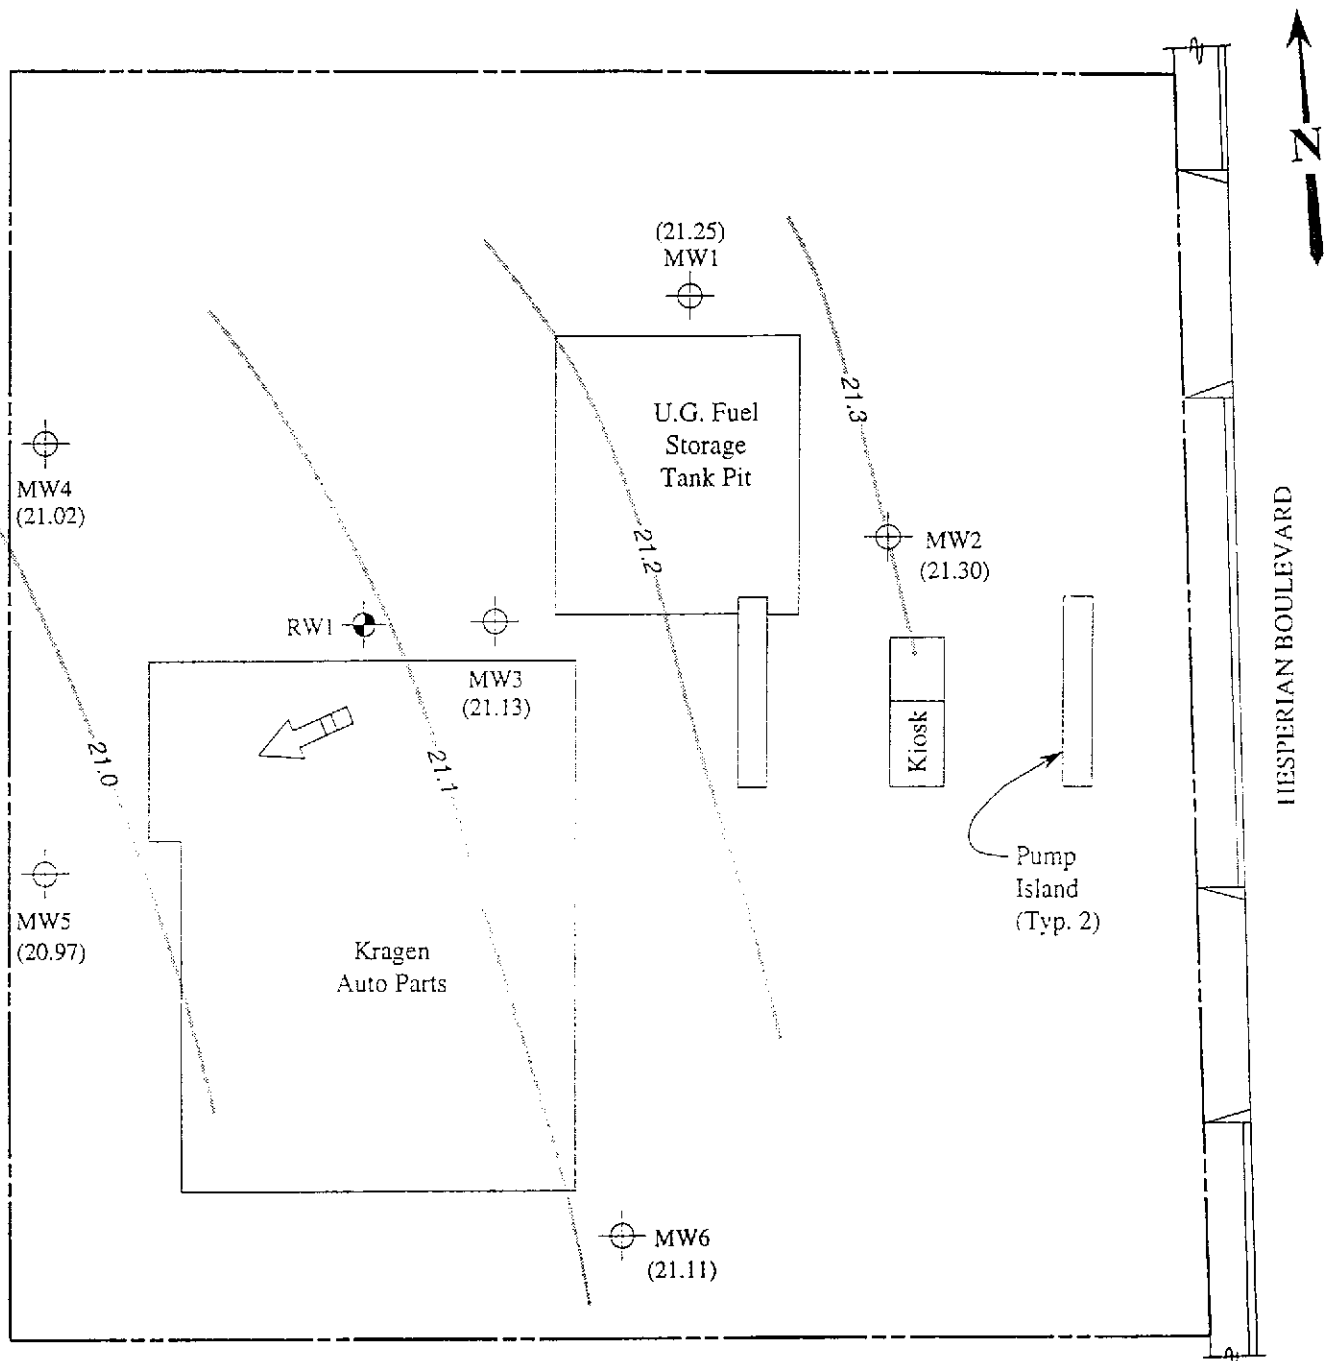 N
(21.25)
MW1
21.3
U.G. Fuel
Storage
Tank Pit
MW4
(21.02)
21.2
MW2
(21.30)
HESPERIAN BOULEVARD
RW1
MW3
(21.13)
21.0
21.1
Kiosk
Pump
Island
(Typ. 2)
MW5
(20.97)
Kragen
Auto Parts
MW6
(21.11)